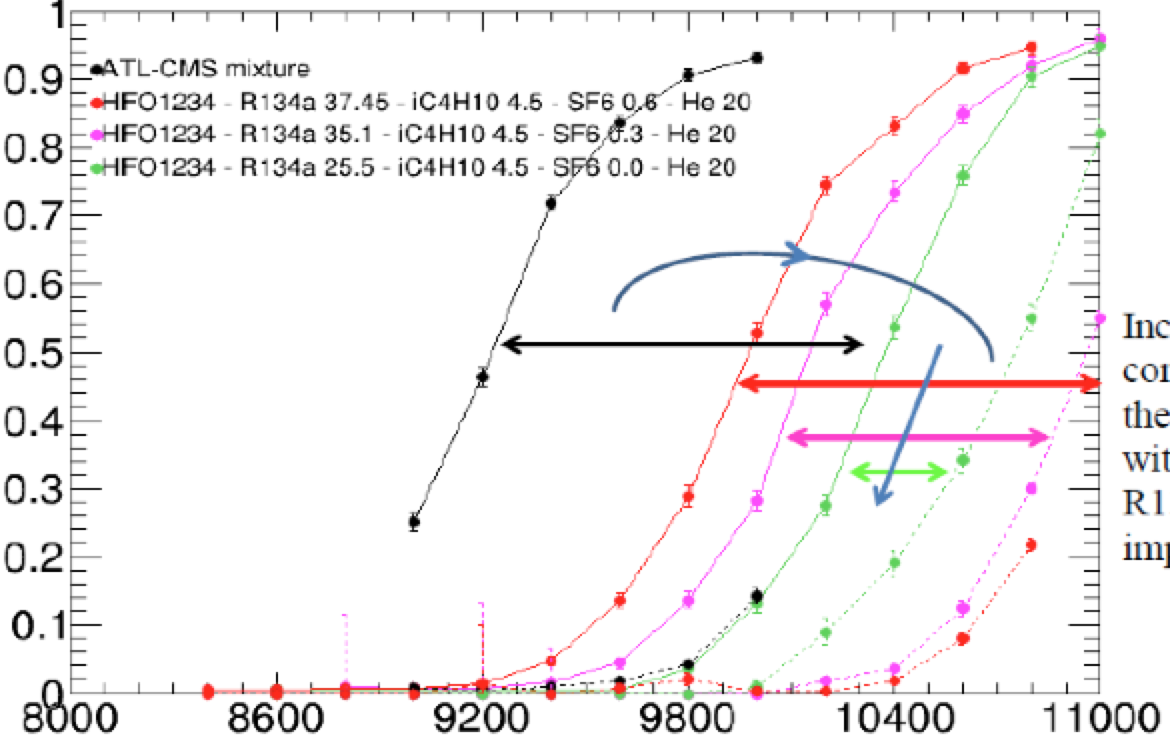 1
0.9
0.8
0.7
0.6
0.5
0.4
0.3
0.2
0.1
0
ATL-CMS mixture
HFO1234 - R134a 37.45 - iC4H10 4.5 - SF6 0.6 - He 20
HFO1234 - R134a 35.1 - iC4H10 4.5 - SF6 0.3 - He 20
HFO1234 - R134a 25.5 - iC4H10 4.5 - SF6 0.0 - He 20
8000 8600 9200 9800 10400 11000
Inc
con
the
wit
R1
imp